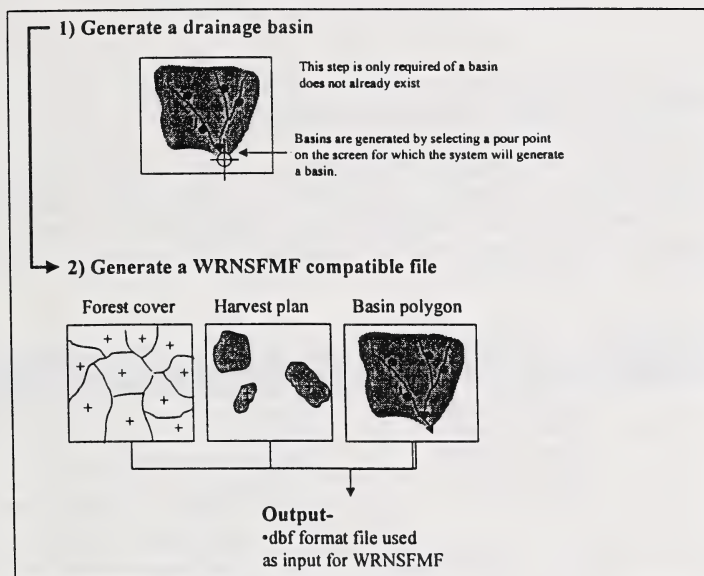 1) Generate a drainage basin
This step is only required of a basin
does not already exist
Basins are generated by selecting a pour point
on the screen for which the system will generate
a basin.
2) Generate a WRNSFMF compatible file
Forest cover Harvest plan Basin polygon
Output-
•dbf format file used
as input for WRNSFMF